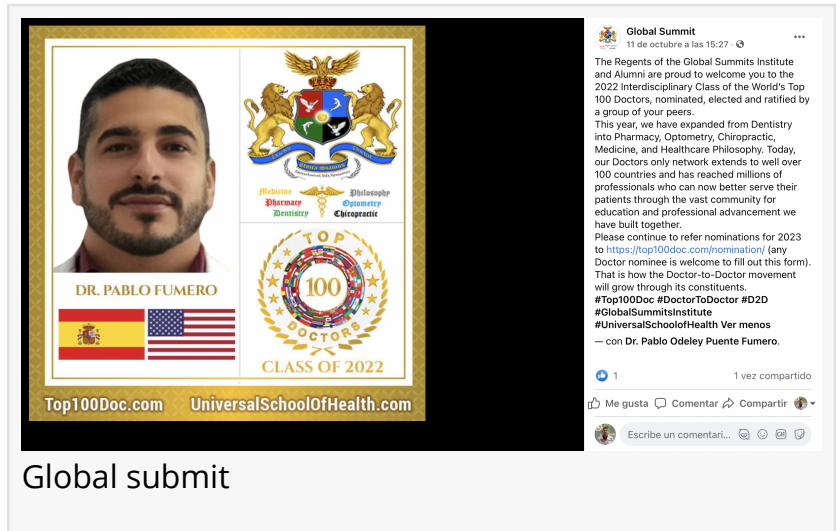 Global Summit
11 de octubre a las 15:27 ·
The Regents of the Global Summits Institute
and Alumni are proud to welcome you to the
2022 Interdisciplinary Class of the World's Top
100 Doctors, nominated, elected and ratified by
a group of your peers.
This year, we have expanded from Dentistry
into Pharmacy, Optometry, Chiropractic,
Medicine, and Healthcare Philosophy. Today,
our Doctors only network extends to well over
100 countries and has reached millions of
professionals who can now better serve their
patients through the vast community for
education and professional advancement we
have built together.
Please continue to refer nominations for 2023
to https://top100doc.com/nomination/ (any
Doctor nominee is welcome to fill out this form).
That is how the Doctor-to-Doctor movement
will grow through its constituents.
#Top100Doc #DoctorToDoctor #D2D
#GlobalSummitsInstitute
#UniversalSchoolofHealth Ver menos
— con Dr. Pablo Odeley Puente Fumero.
1
1 vez compartido
Me gusta
Comentar
Compartir
Escribe un comentari...
GIF
Medicine
Philosophy
Pharmacy
Optometry
Dentistry
Chiropractic
DR. PABLO FUMERO
TOP
100
DOCTORS
CLASS OF 2022
Top100Doc.com
UniversalSchoolOfHealth.com
Global submit